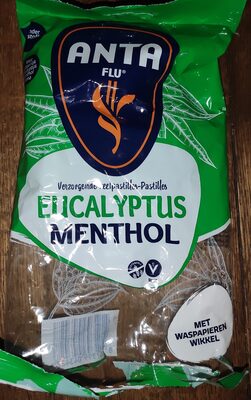 ANTA
FLU®
Verzorgende keelpastilles-Pastilles
EUCALYPTUS
MENTHOL
MET
WASPAPIEREN
WIKKEL